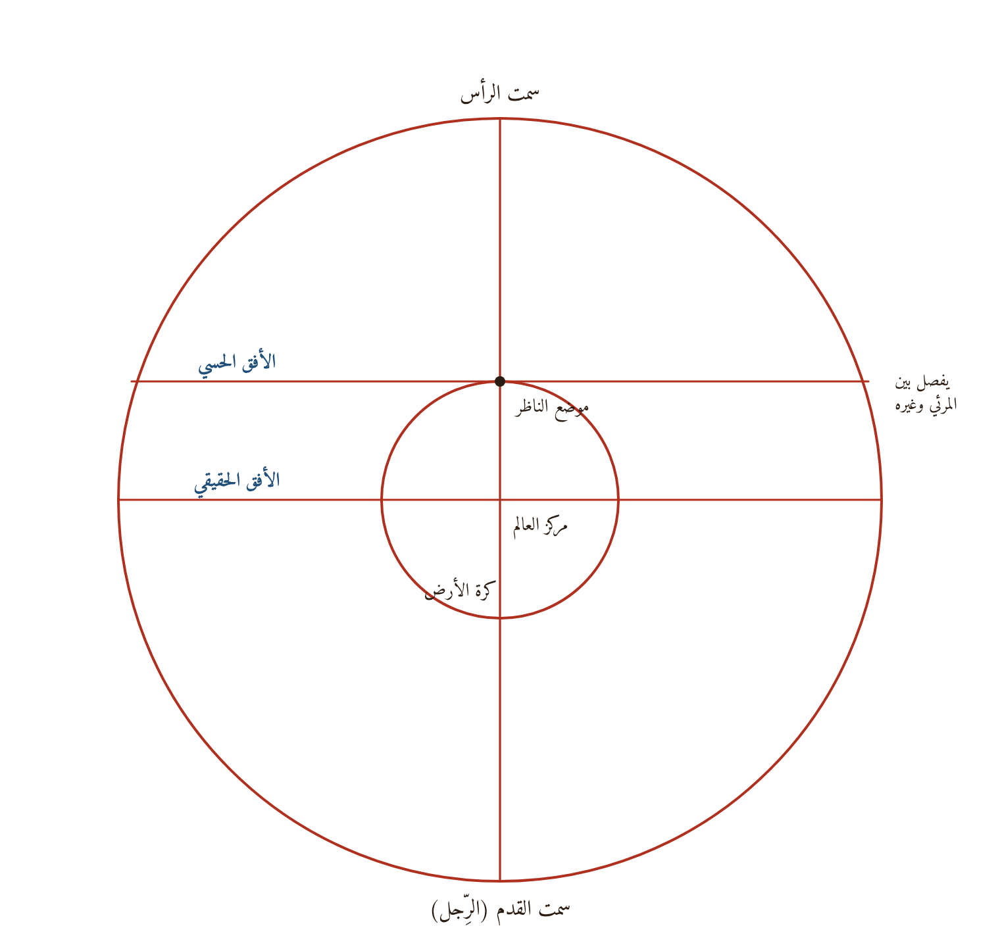 سمت الرأس
الأفق الحسي
يفصل بين
المرئي وغيره
موضع الناظر
الأفق الحقيقي
مركز العالم
كرة الأرض
سمت القدم (الرِّجل)